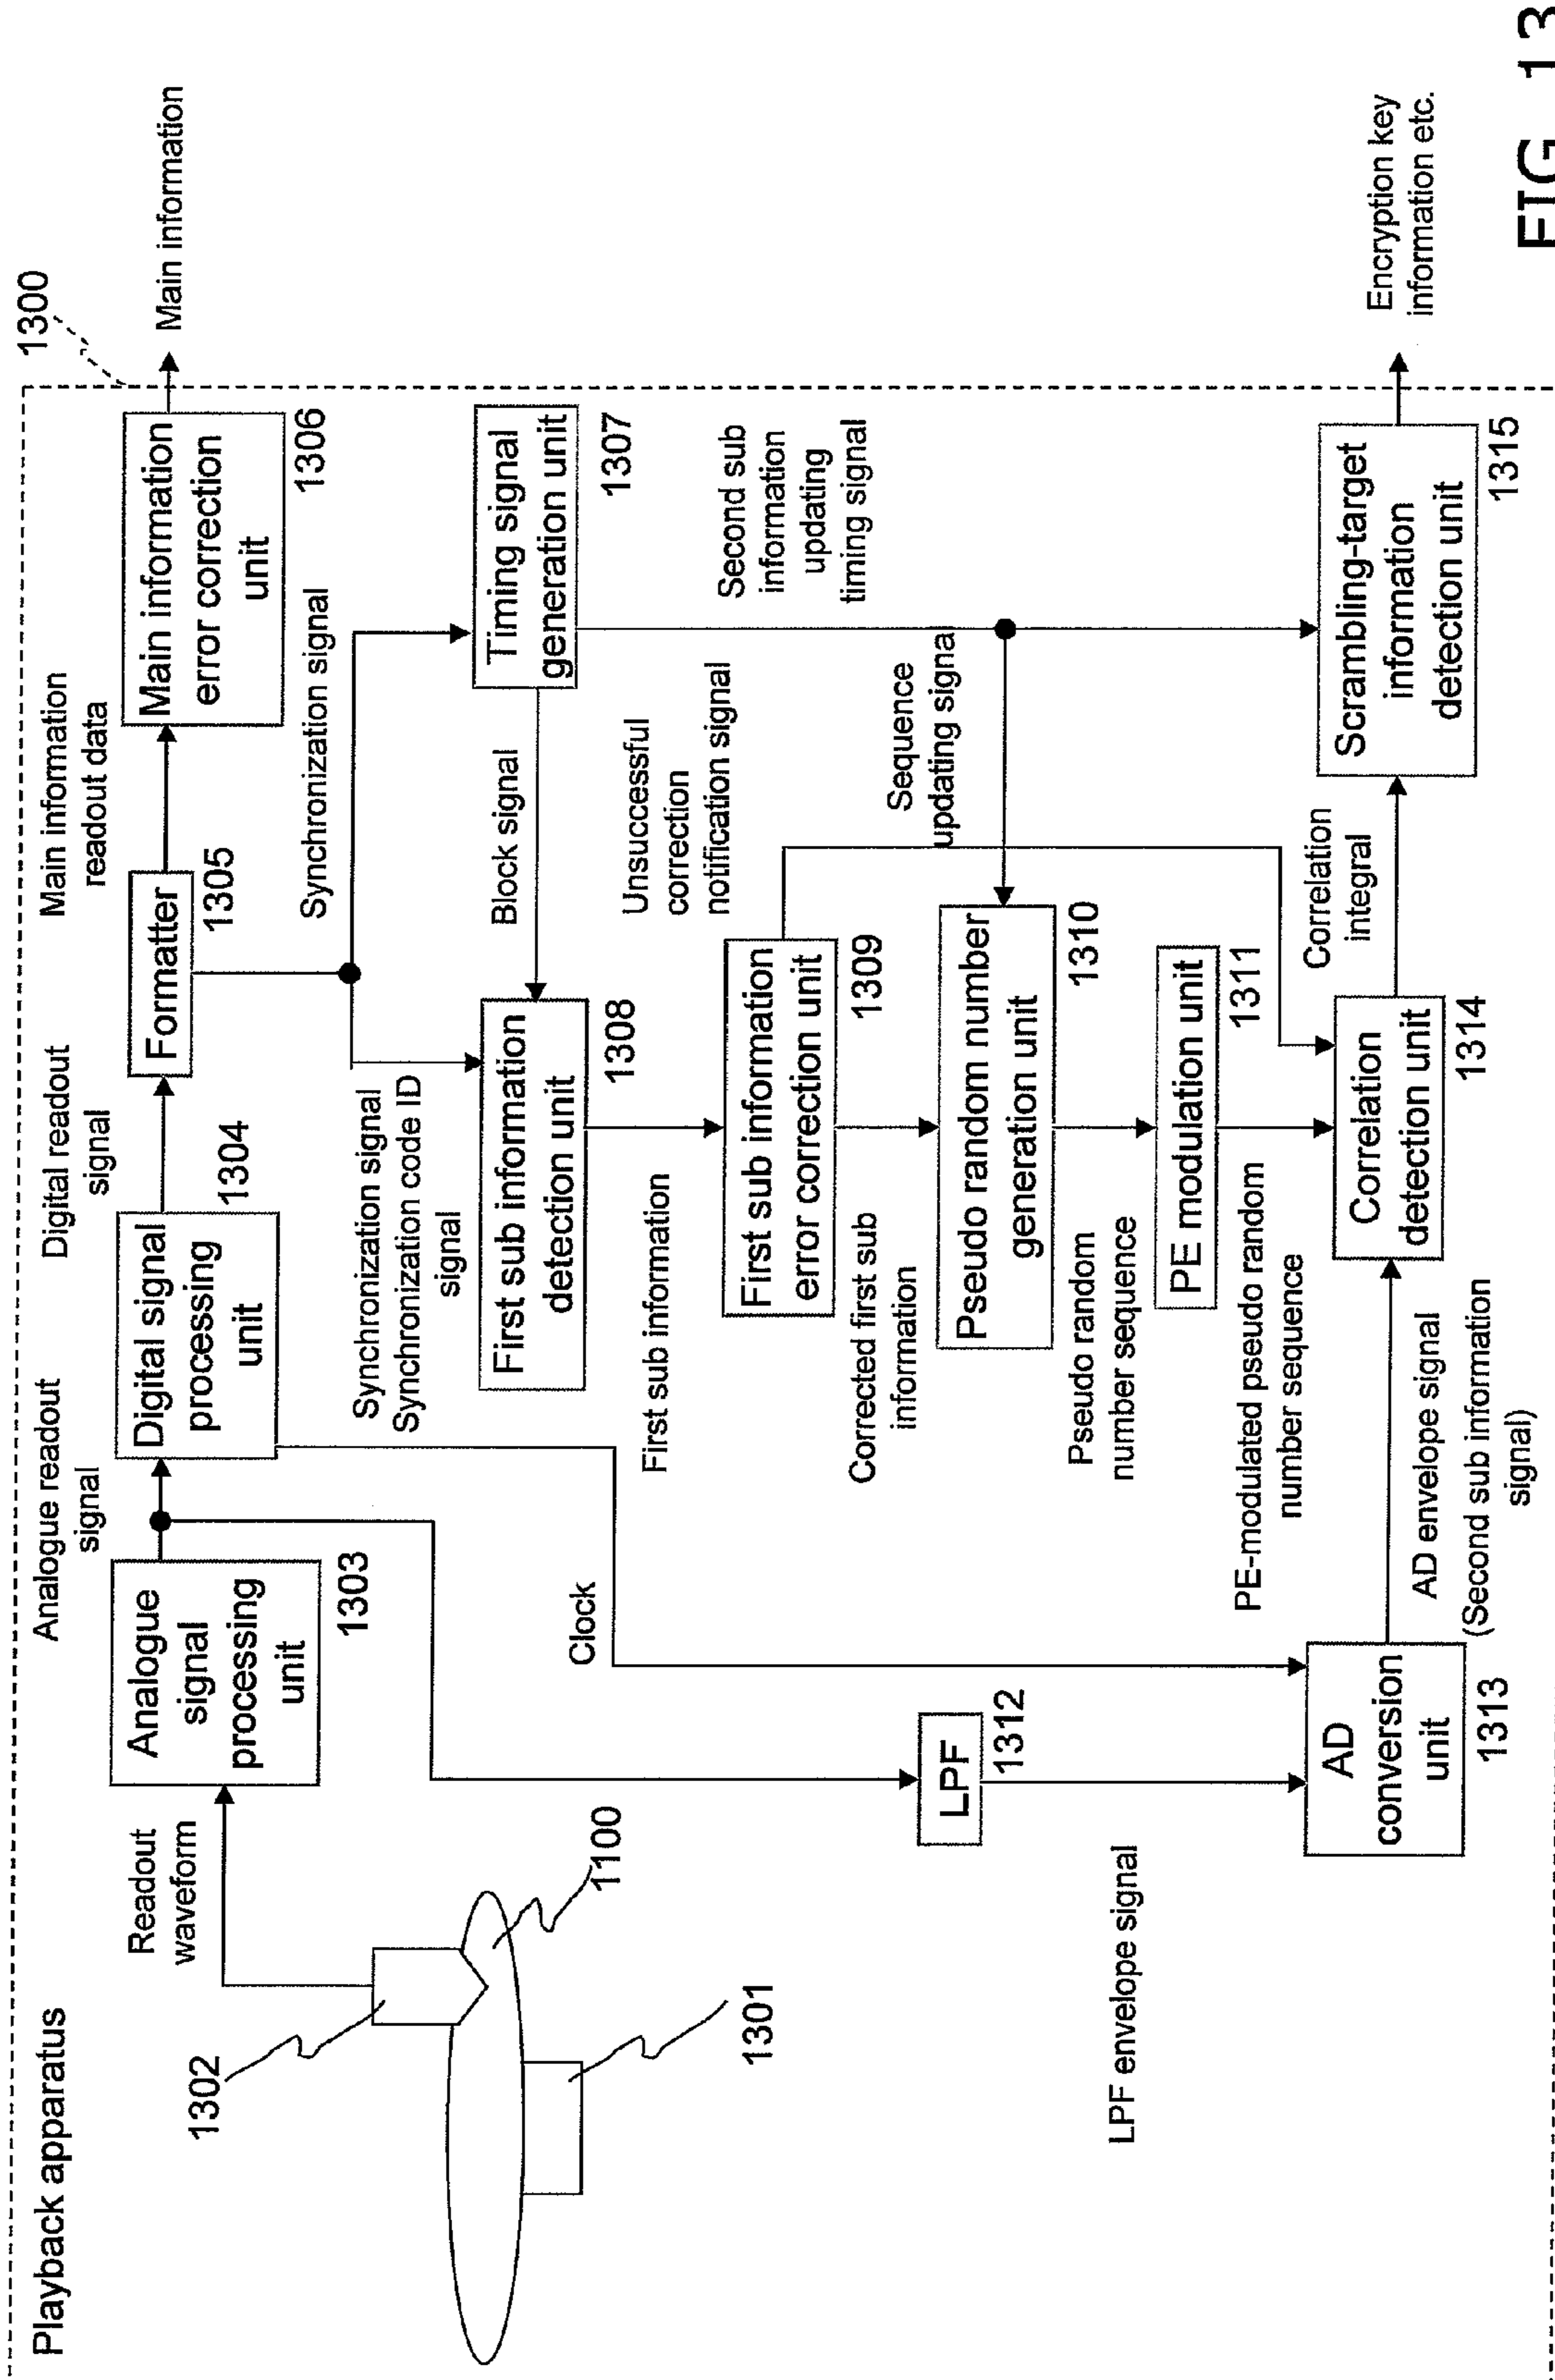 Playback apparatus
1300
Readout
waveform
Analogue
signal
processing
unit
1303
Analogue readout
signal
Digital signal
processing
unit
1304
Digital readout
signal
Formatter
1305
Main information
readout data
Main information
error correction
unit
1306
Main information
1302
1100
1301
Synchronization signal
Synchronization signal
Synchronization code ID
signal
Timing signal
generation unit
1307
Block signal
First sub information
detection unit
1308
Clock
First sub information
Unsuccessful
correction
notification signal
Second sub
information
updating
timing signal
First sub information
error correction unit
1309
Corrected first sub
information
Sequence
updating signal
LPF
1312
Pseudo random number
generation unit
1310
Pseudo random
number sequence
PE modulation unit
1311
LPF envelope signal
PE-modulated pseudo random
number sequence
Correlation
integral
AD
conversion
unit
1313
AD envelope signal
(Second sub information
signal)
Correlation
detection unit
1314
Scrambling-target
information
detection unit
1315
Encryption key
information etc.
FIG. 13